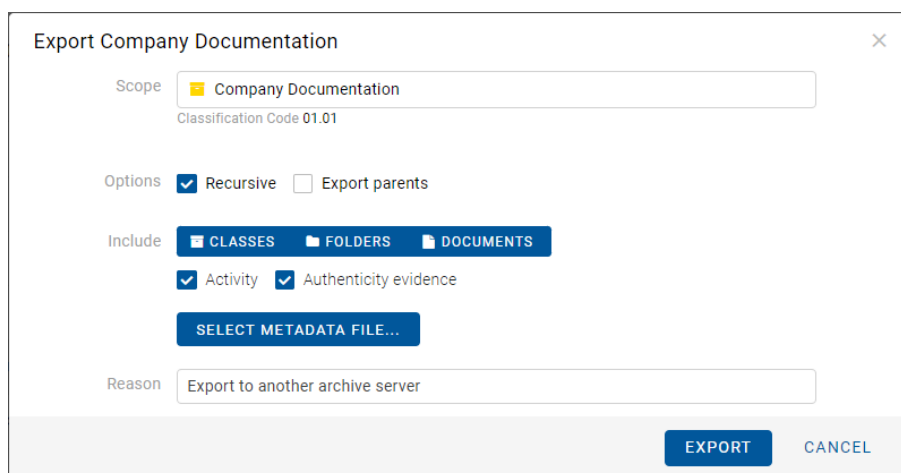 Export Company Documentation
Scope Company Documentation
Classification Code 01.01
Options Recursive Export parents
Include CLASSES FOLDERS DOCUMENTS
Activity Authenticity evidence
SELECT METADATA FILE...
Reason Export to another archive server
EXPORT CANCEL